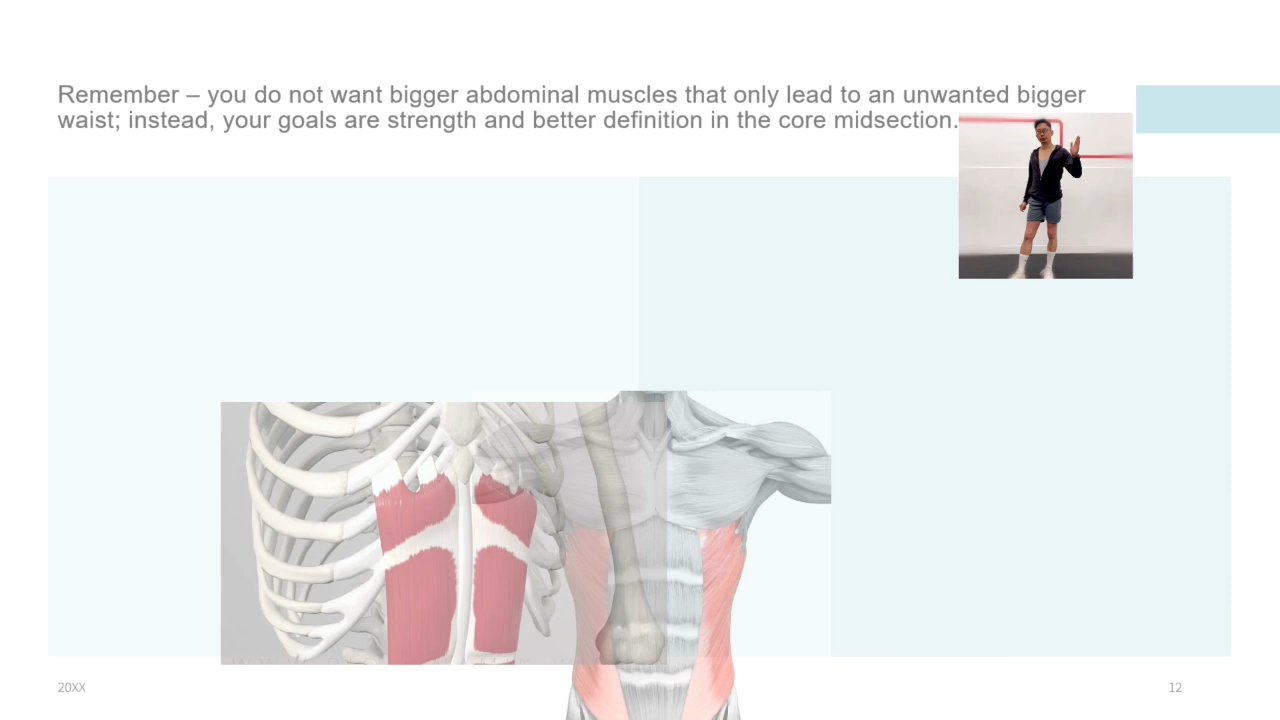 Remember – you do not want bigger abdominal muscles that only lead to an unwanted bigger
waist; instead, your goals are strength and better definition in the core midsection.
20XX
12